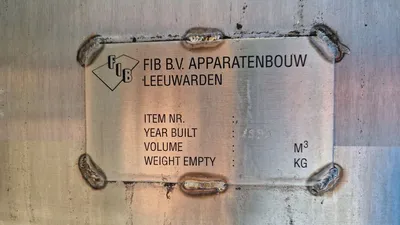 FIB
FIB B.V. APPARATENBOUW
LEEUWARDEN
ITEM NR. :
YEAR BUILT :
VOLUME : M³
WEIGHT EMPTY : KG